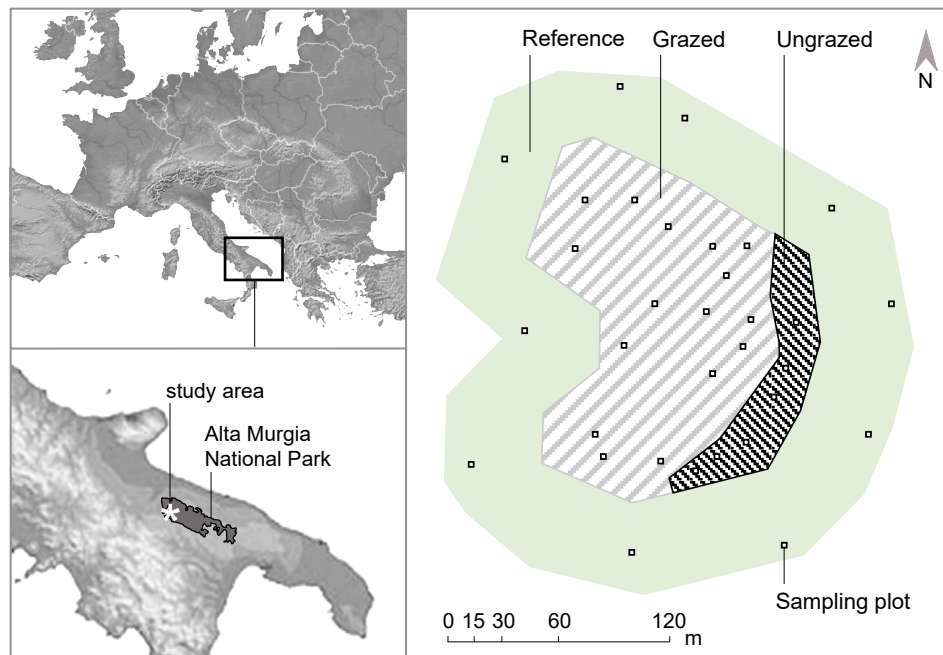 study area
Alta Murgia
National Park
Reference
Grazed
Ungrazed
N
Sampling plot
0 15 30 60 120
m